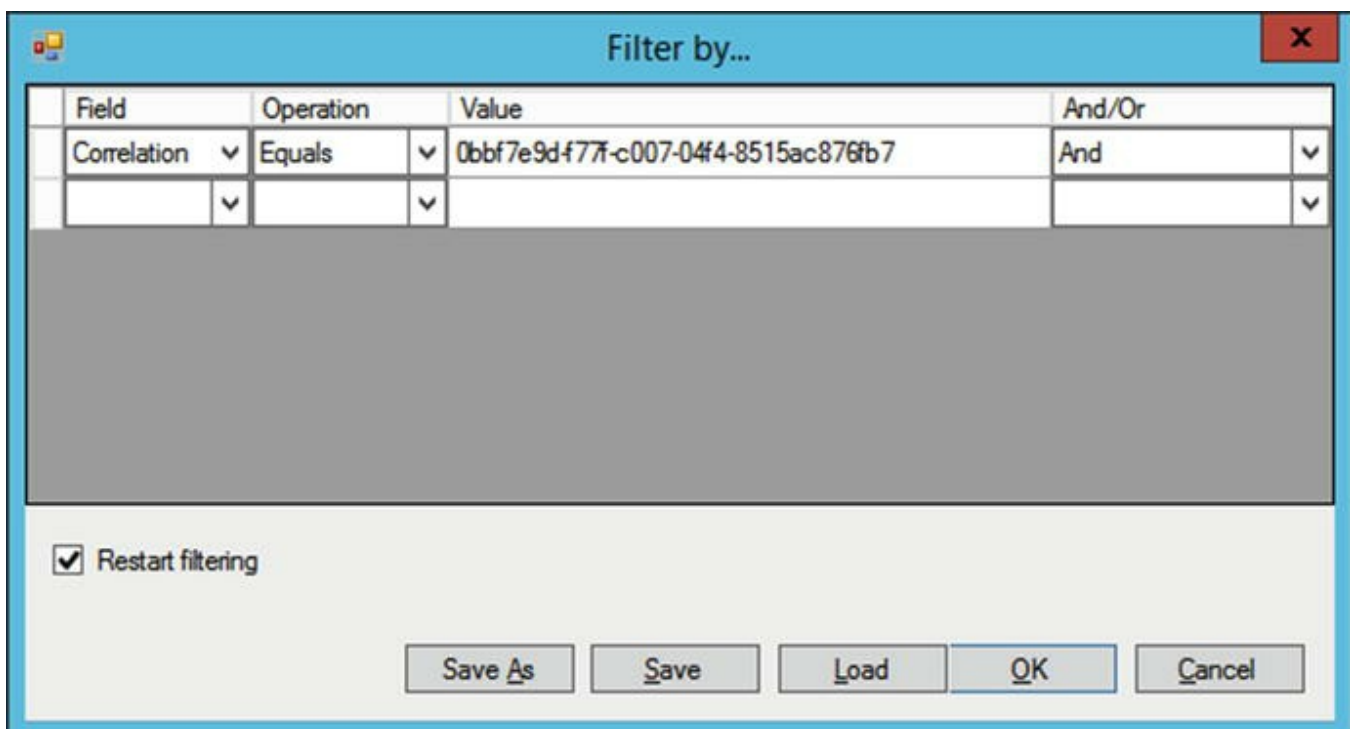 Filter by...
Field Operation Value And/Or
Correlation Equals 0bbf7e9d-f77f-c007-04f4-8515ac876fb7 And
Restart filtering
Save As Save Load OK Cancel